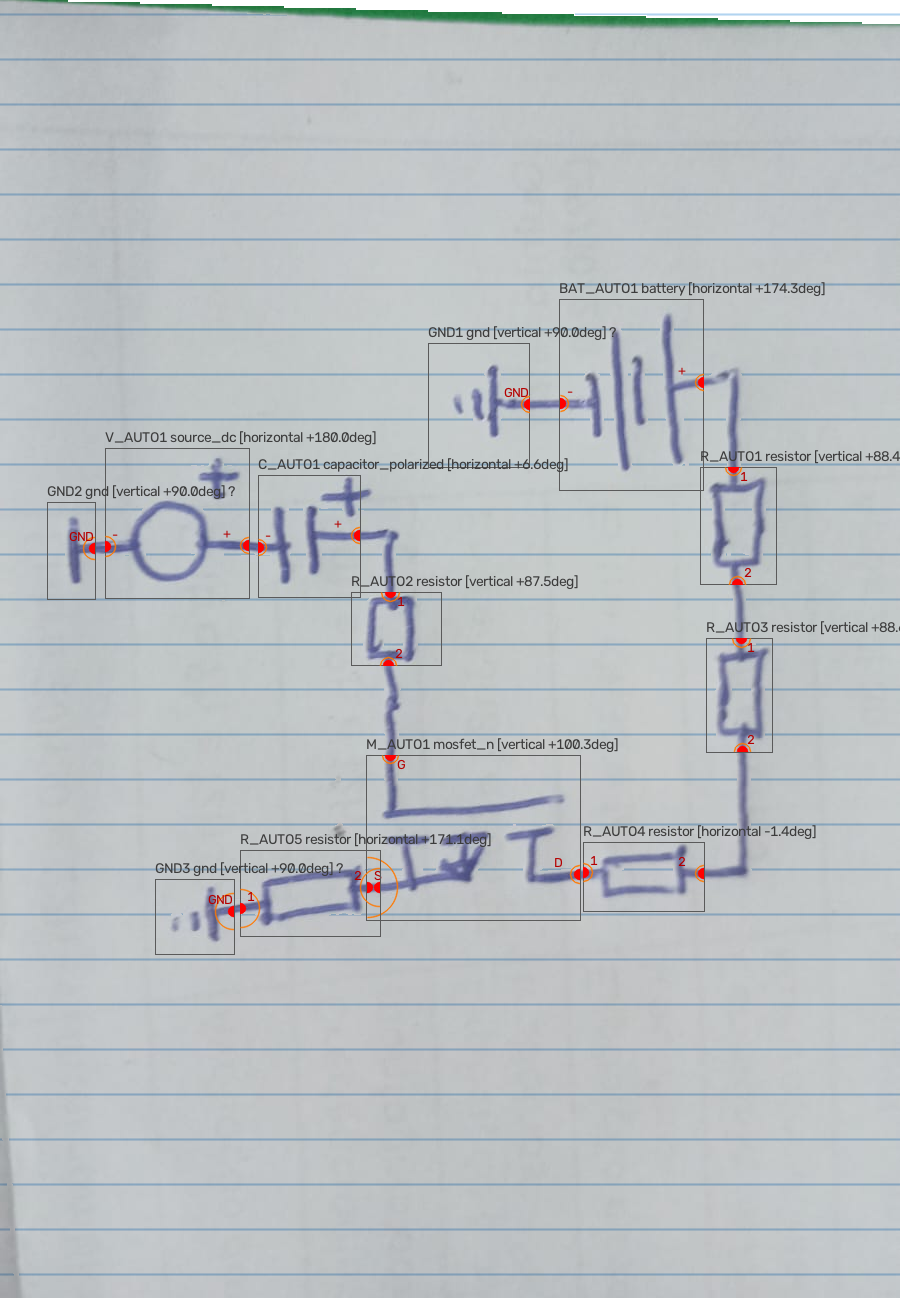 BAT_AUTO1 battery [horizontal +174.3deg]
GND1 gnd [vertical +90.0deg] ?
GND
-
+
V_AUTO1 source_dc [horizontal +180.0deg]
C_AUTO1 capacitor_polarized [horizontal +6.6deg]
R_AUTO1 resistor [vertical +88.4
GND2 gnd [vertical +90.0deg] ?
+
+
1
GND
-
+
-
+
2
R_AUTO2 resistor [vertical +87.5deg]
1
2
R_AUTO3 resistor [vertical +88.
1
2
M_AUTO1 mosfet_n [vertical +100.3deg]
G
R_AUTO5 resistor [horizontal +171.1deg]
R_AUTO4 resistor [horizontal -1.4deg]
GND3 gnd [vertical +90.0deg] ?
D
1
2
2
S
GND
1